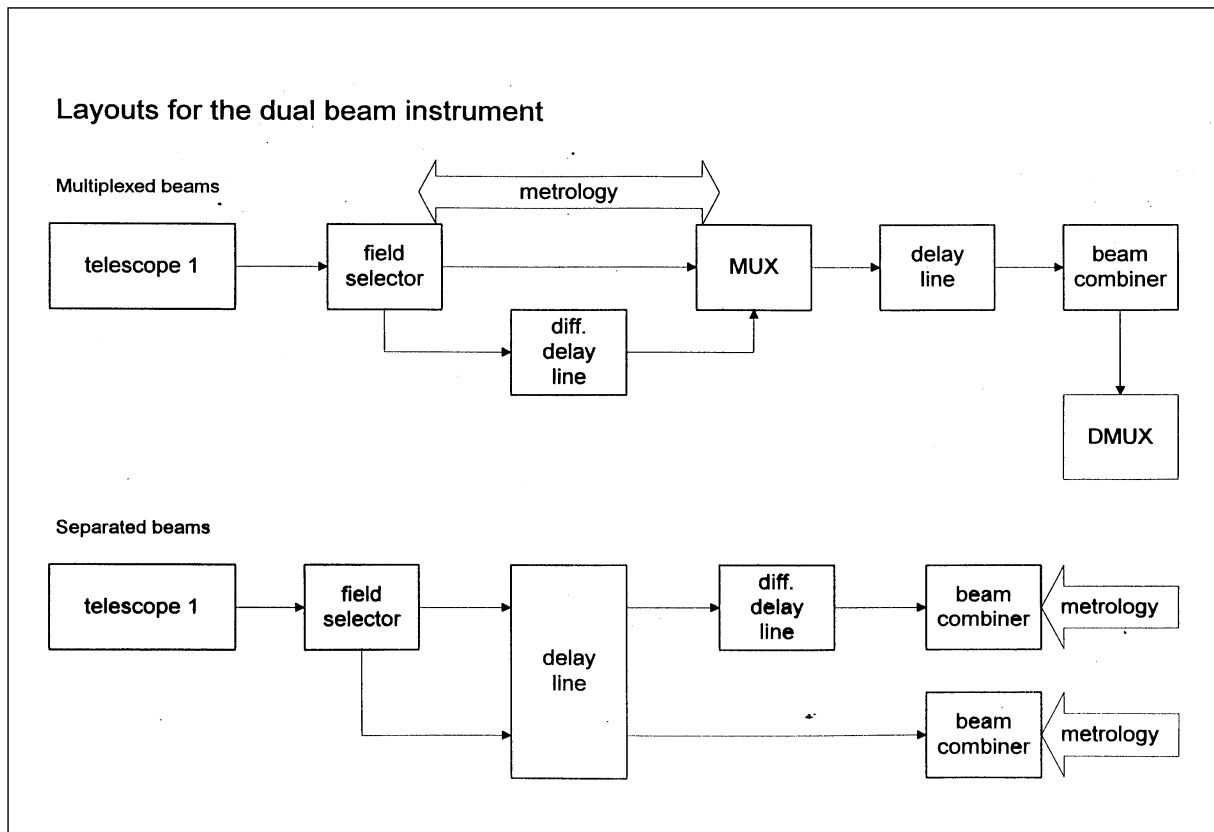 Layouts for the dual beam instrument
Multiplexed beams
metrology
telescope 1
field
selector
MUX
delay
line
beam
combiner
diff.
delay
line
DMUX
Separated beams
telescope 1
field
selector
delay
line
diff.
delay
line
beam
combiner
metrology
beam
combiner
metrology